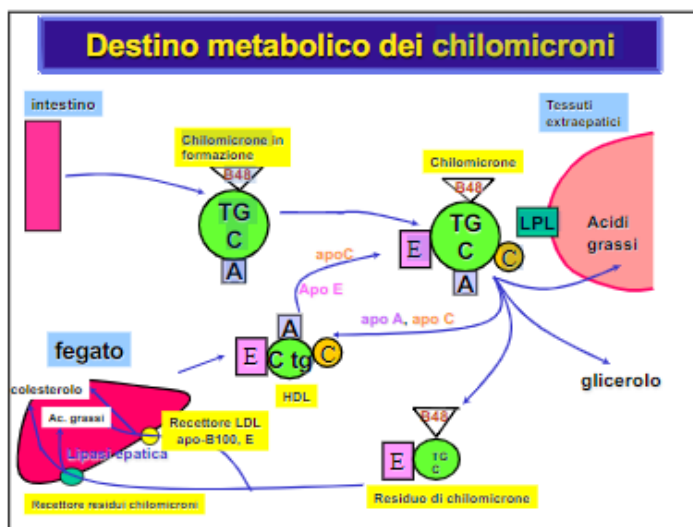 Destino metabolico dei chilomicroni
intestino
Tessuti
extraepatici
Chilomicrone in
formazione
Chilomicrone
B48
B48
TG
C
A
TG
C
E
C
A
LPL
Acidi
grassi
apoC
Apo E
apo A, apo C
A
E
C tg
C
HDL
fegato
glicerolo
colesterolo
Ac. grassi
Recettore LDL
apo-B100, E
Lipasi epatica
B48
E
TG
C
Residuo di chilomicrone
Recettore residui chilomicroni